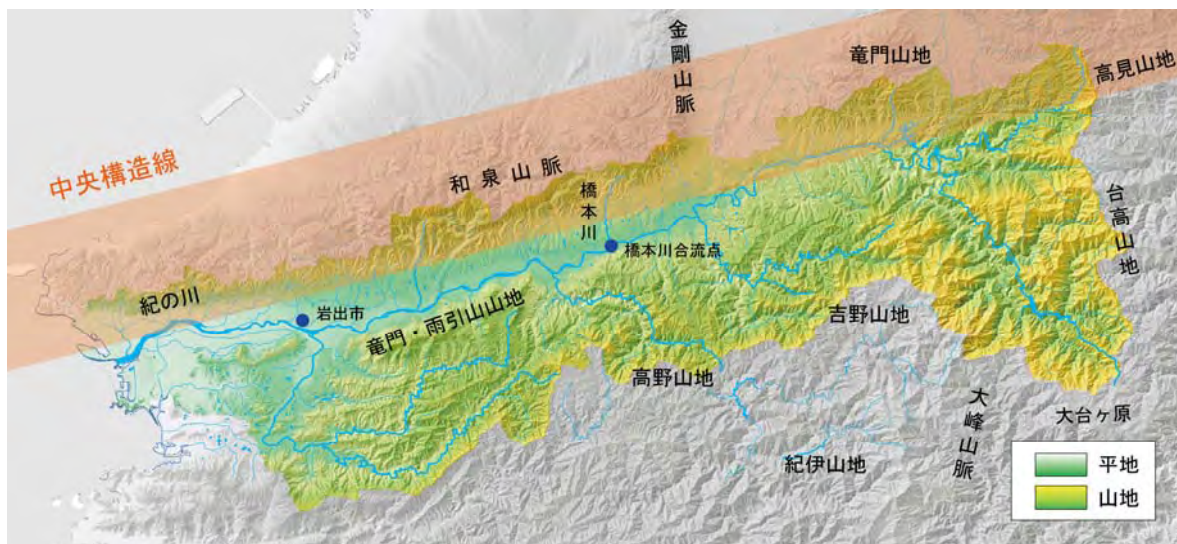 金剛山脈
竜門山地
高見山地
中央構造線
和泉山脈
橋本川
台高山地
橋本川合流点
紀の川
岩出市
竜門・雨引山山地
吉野山地
高野山地
大峰山脈
大台ヶ原
紀伊山地
平地
山地